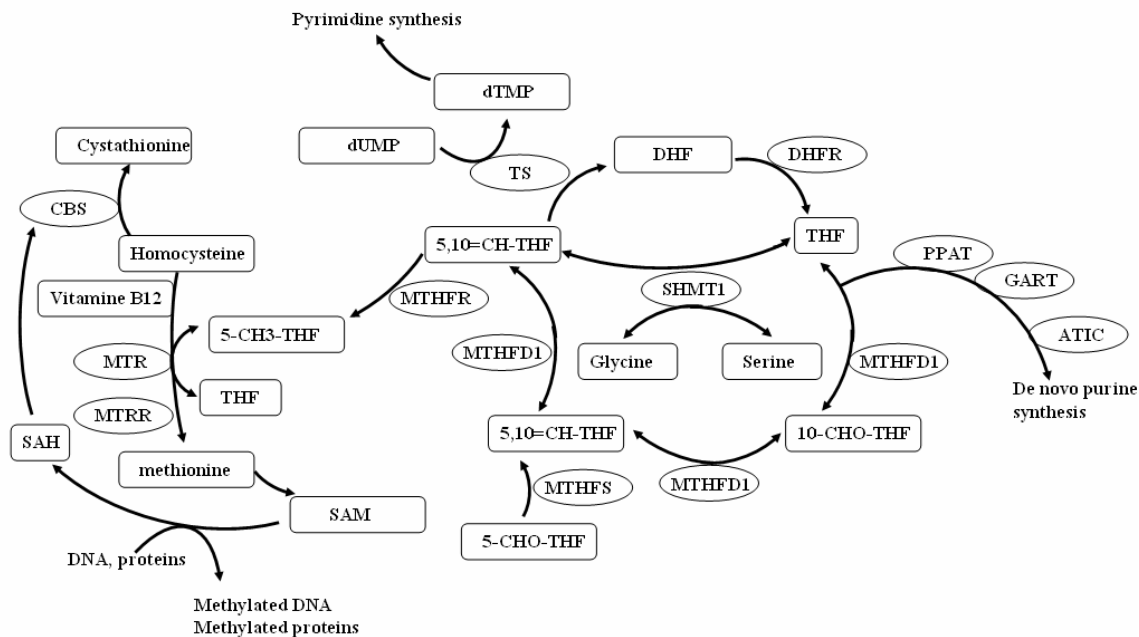 Pyrimidine synthesis
dTMP
dUMP
TS
DHF
DHFR
Cystathionine
CBS
Homocysteine
5,10=CH-THF
THF
PPAT
GART
Vitamine B12
MTHFR
SHMT1
5-CH3-THF
MTR
MTHFD1
Glycine
Serine
MTHFD1
ATIC
THF
De novo purine
synthesis
MTRR
SAH
methionine
5,10=CH-THF
10-CHO-THF
MTHFS
MTHFD1
SAM
5-CHO-THF
DNA, proteins
Methylated DNA
Methylated proteins